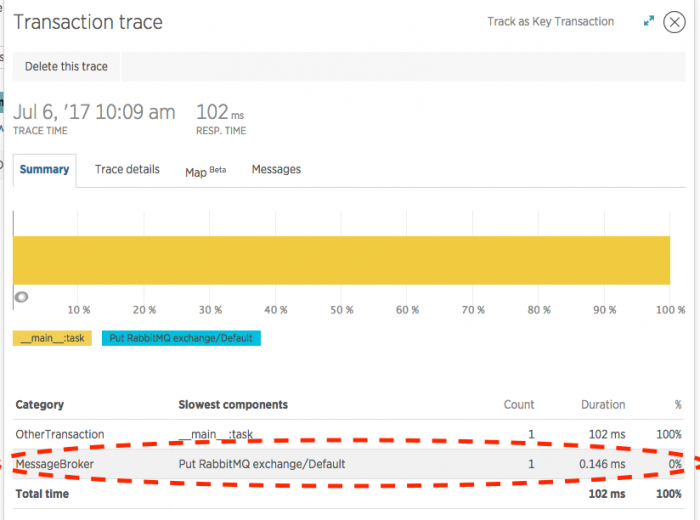 Transaction trace
Track as Key Transaction
Delete this trace
Jul 6, '17 10:09 am 102 ms
TRACE TIME RESP. TIME
Summary Trace details Map Beta Messages
10 % 20 % 30 % 40 % 50 % 60 % 70 % 80 % 90 % 100 %
__main__:task Put RabbitMQ exchange/Default
Category Slowest components Count Duration %
OtherTransaction __main__:task 1 102 ms 100%
MessageBroker Put RabbitMQ exchange/Default 1 0.146 ms 0%
Total time 102 ms 100%